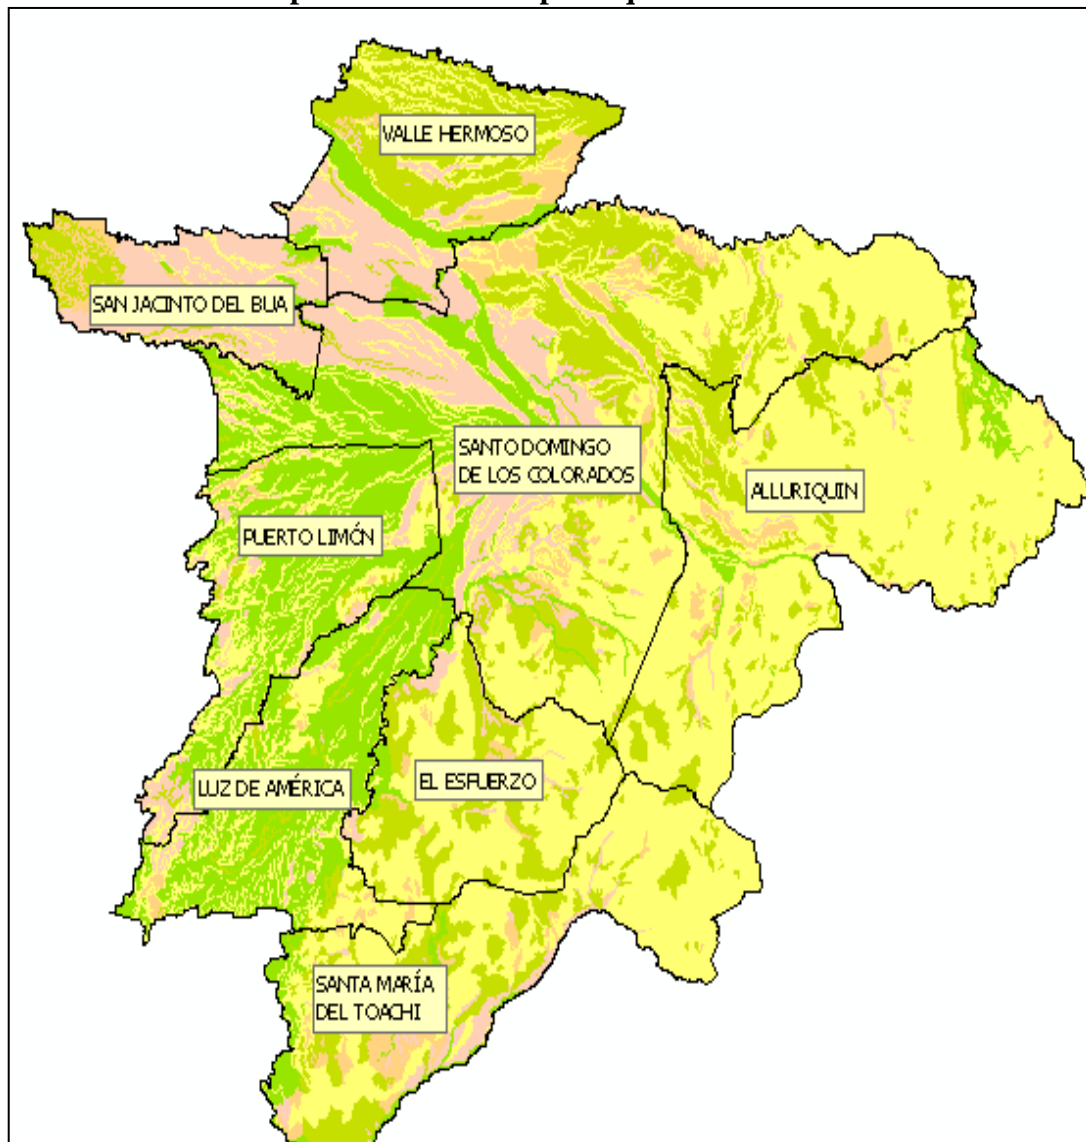 VALLE HERMOSO
SAN JACINTO DEL BUA
SANTO DOMINGO
DE LOS COLORADOS
ALLURIQUIN
PUERTO LIMÓN
LUZ DE AMÉRICA
EL ESFUERZO
SANTA MARÍA
DEL TOACHI